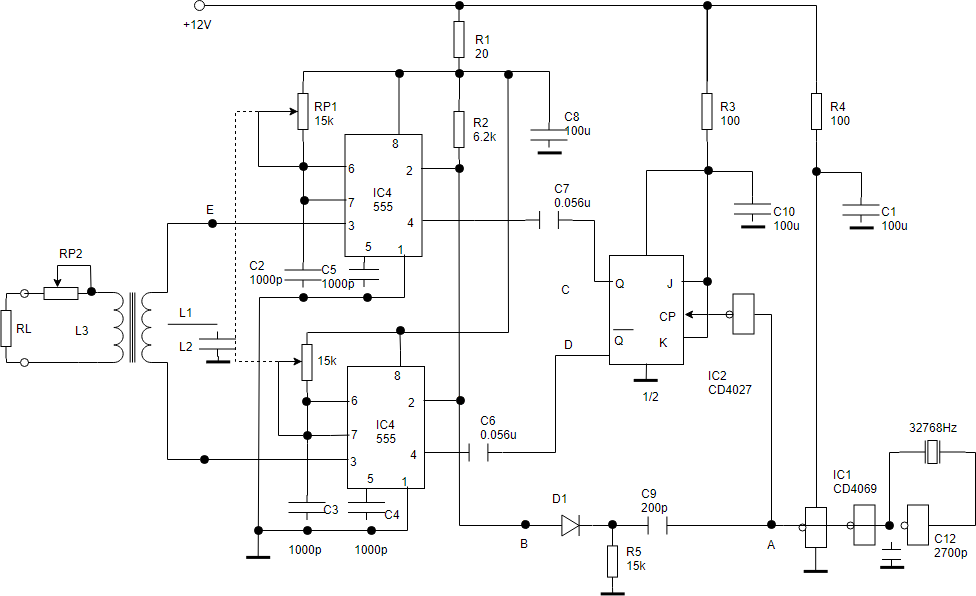 +12V
R1
20
RP1
15k
8
R2
6.2k
C8
100u
R3
100
R4
100
6
2
IC4
555
7
3
4
5
1
C7
0.056u
E
C10
100u
C1
100u
RP2
C2
1000p
C5
1000p
C
Q
J
CP
Q
K
L1
RL
L3
L2
15k
D
8
IC2
CD4027
1/2
6
2
IC4
555
7
3
4
5
1
C6
0.056u
32768Hz
IC1
CD4069
C3
C4
1000p
1000p
D1
C9
200p
B
A
R5
15k
C12
2700p